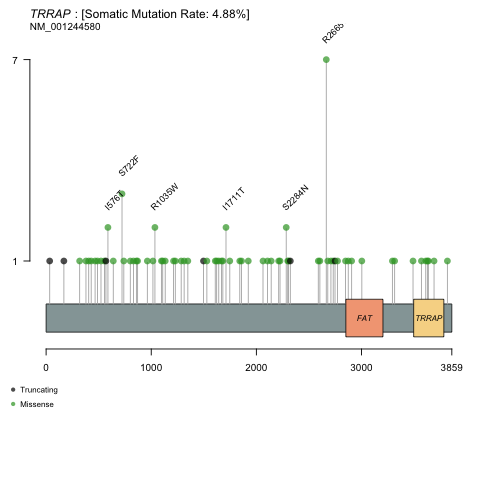 TRRAP : [Somatic Mutation Rate: 4.88%]
NM_001244580
7
1
I576T
S722F
R1035W
I1711T
S2284N
FAT
TRRAP
0
1000
2000
3000
3859
Truncating
Missense